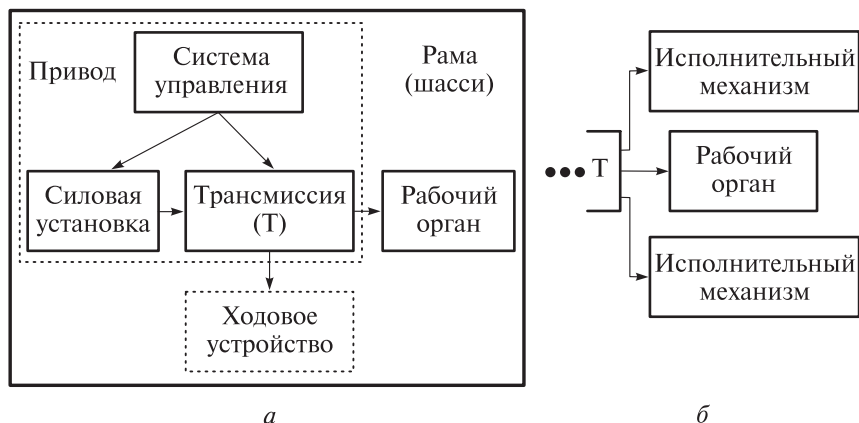 Привод
Система
управления
Рама
(шасси)
Силовая
установка
Трансмиссия
(Т)
Рабочий
орган
Ходовое
устройство
а
Исполнительный
механизм
Т
Рабочий
орган
Исполнительный
механизм
б